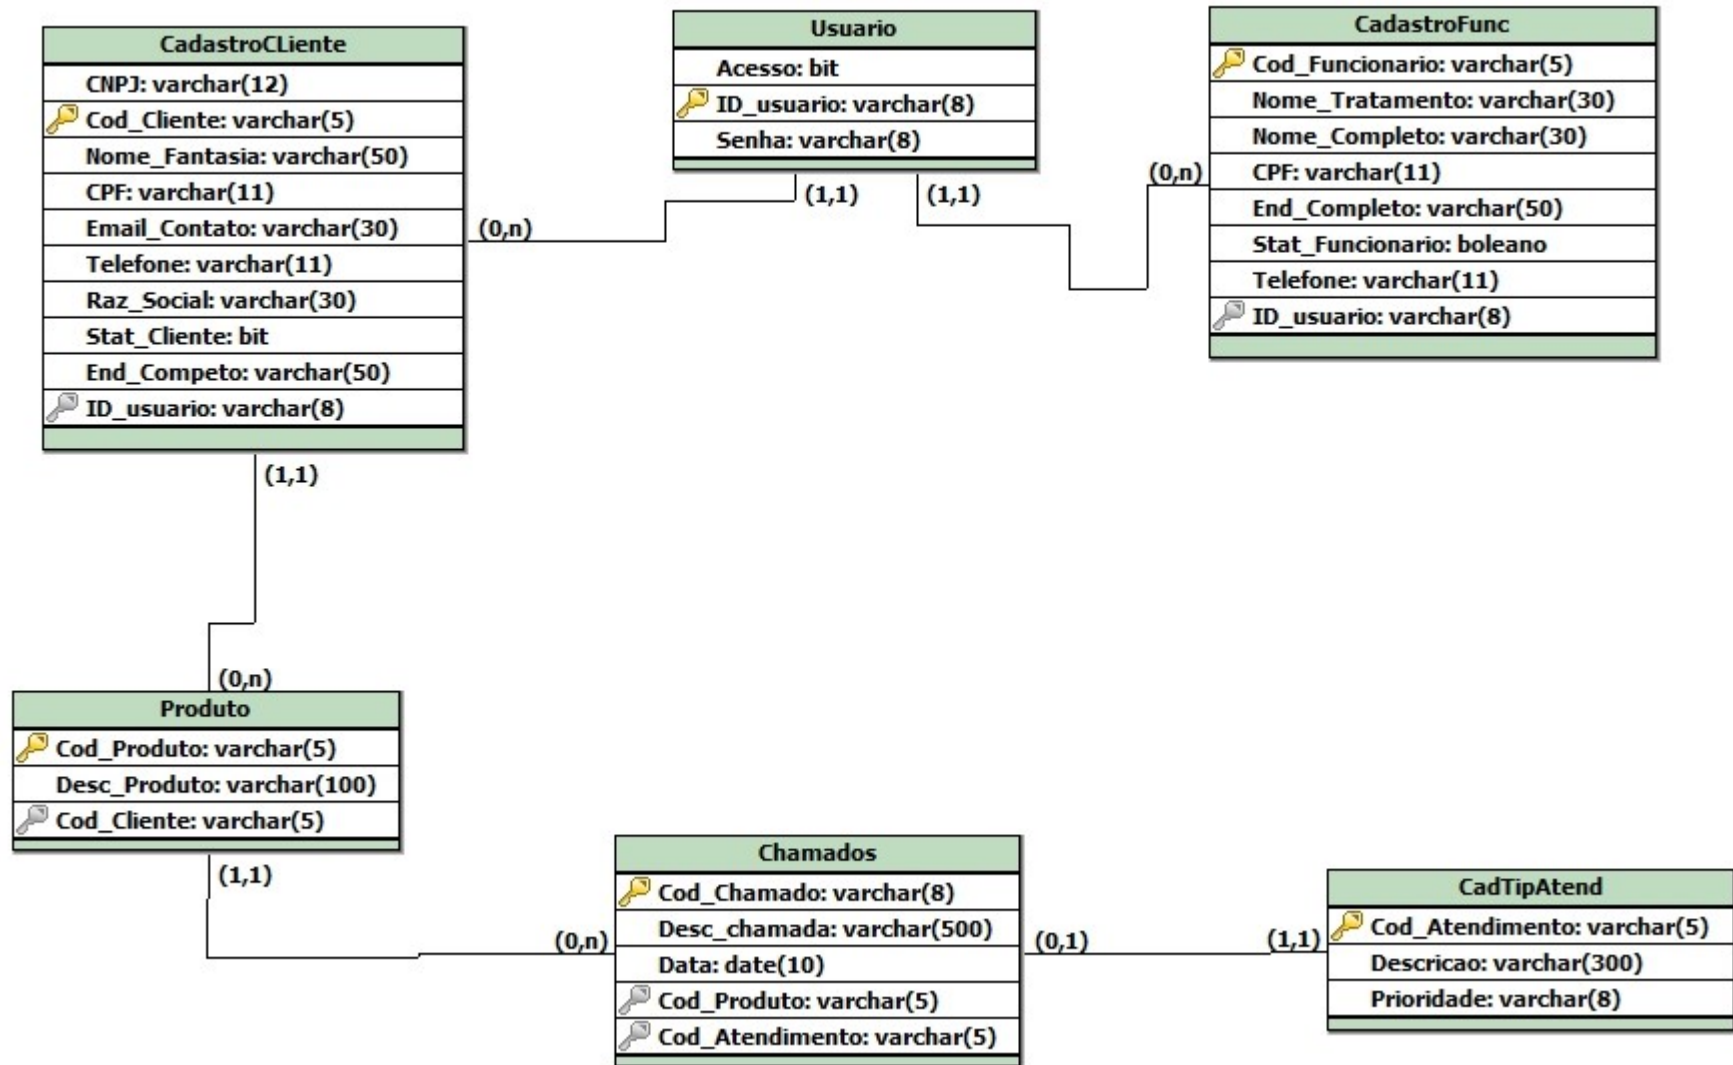 CadastroCLiente
CNPJ: varchar(12)
Cod_Cliente: varchar(5)
Nome_Fantasia: varchar(50)
CPF: varchar(11)
Email_Contato: varchar(30)
Telefone: varchar(11)
Raz_Social: varchar(30)
Stat_Cliente: bit
End_Competo: varchar(50)
ID_usuario: varchar(8)
(0,n)
(1,1)
Usuario
Acesso: bit
ID_usuario: varchar(8)
Senha: varchar(8)
(1,1)
(1,1)
CadastroFunc
Cod_Funcionario: varchar(5)
Nome_Tratamento: varchar(30)
Nome_Completo: varchar(30)
CPF: varchar(11)
End_Completo: varchar(50)
Stat_Funcionario: boleano
Telefone: varchar(11)
ID_usuario: varchar(8)
(0,n)
(0,n)
Produto
Cod_Produto: varchar(5)
Desc_Produto: varchar(100)
Cod_Cliente: varchar(5)
(1,1)
(0,n)
Chamados
Cod_Chamado: varchar(8)
Desc_chamada: varchar(500)
Data: date(10)
Cod_Produto: varchar(5)
Cod_Atendimento: varchar(5)
(0,1)
(1,1)
CadTipAtend
Cod_Atendimento: varchar(5)
Descricao: varchar(300)
Prioridade: varchar(8)